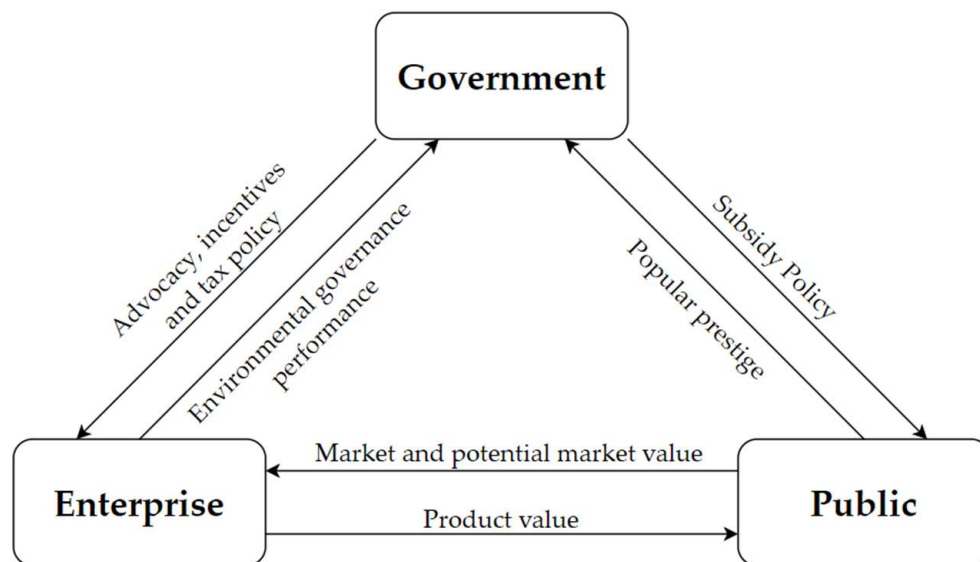 Government
Advocacy, incentives
and tax policy
Environmental governance
performance
Popular prestige
Subsidy Policy
Market and potential market value
Enterprise
Public
Product value